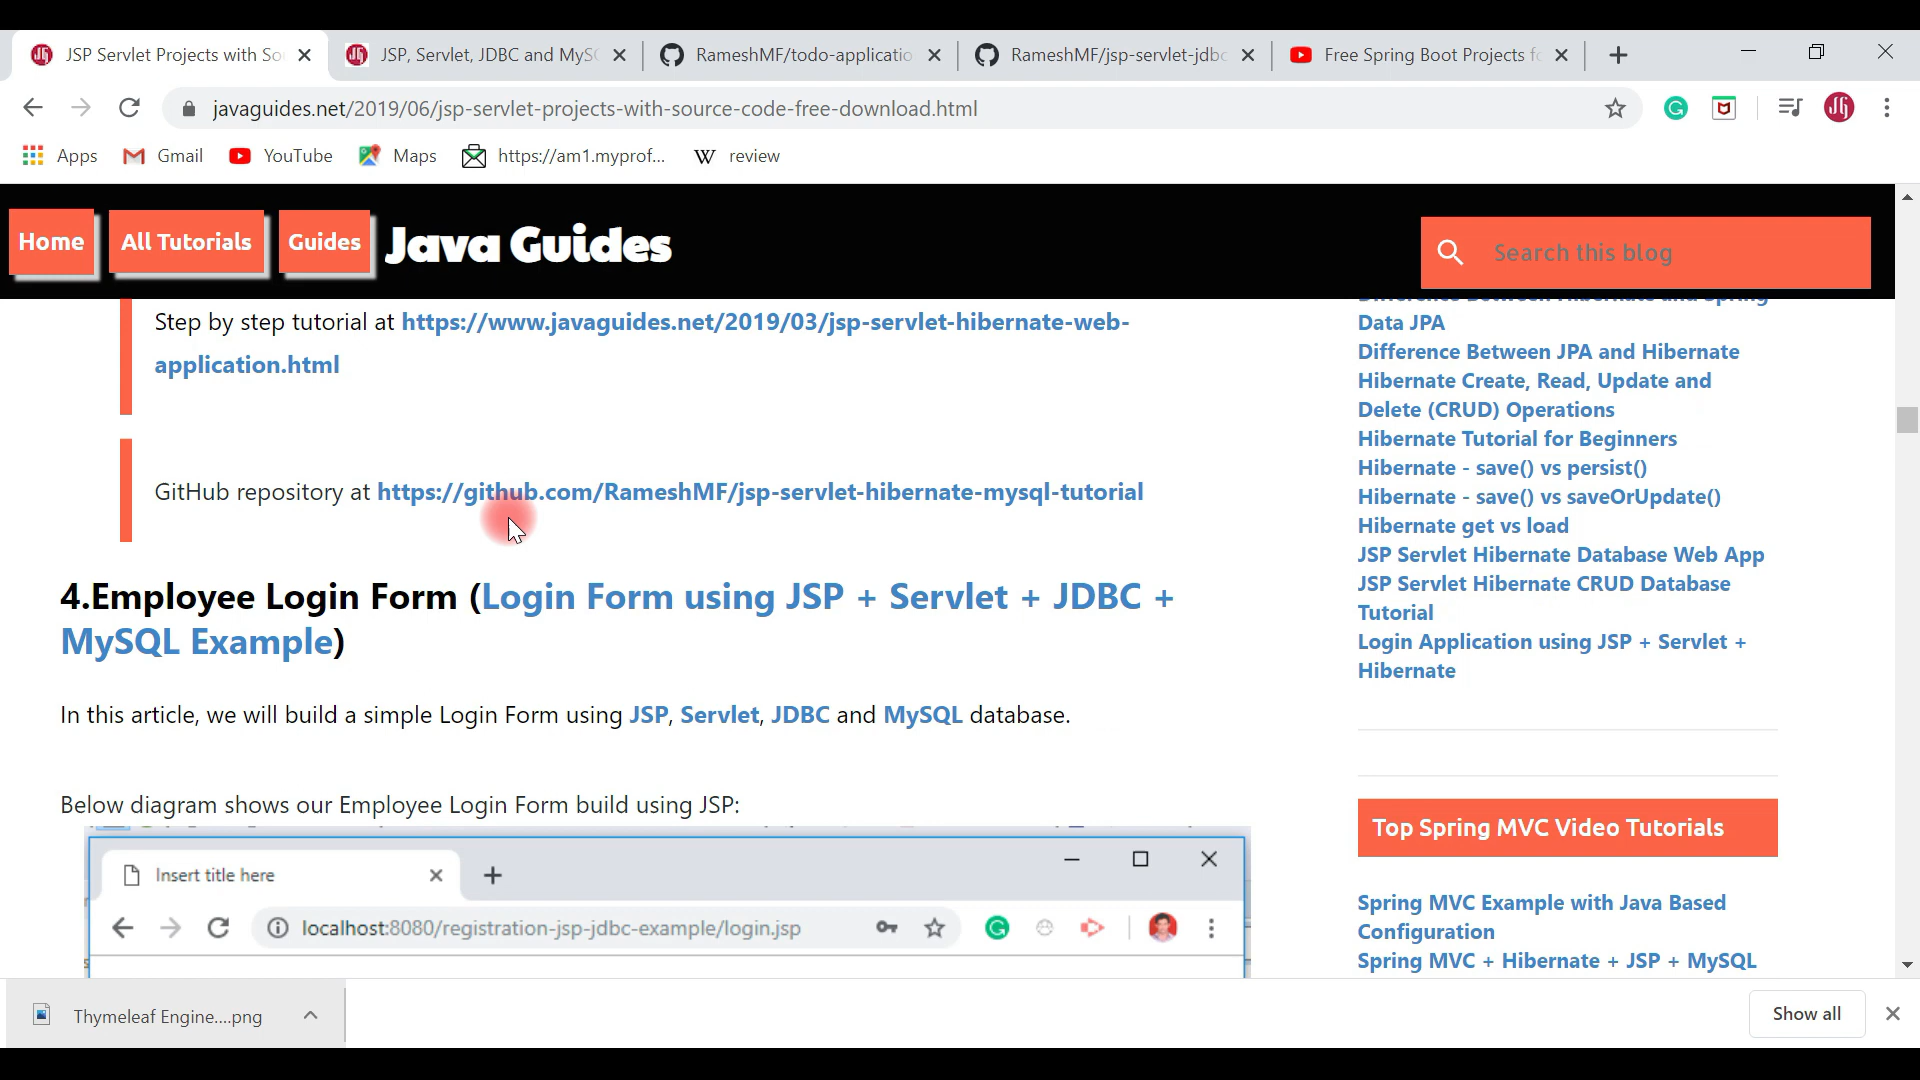 JSP Servlet Projects with So
JSP, Servlet, JDBC and MyS
RameshMF/todo-applicatio
RameshMF/jsp-servlet-jdbc
Free Spring Boot Projects fo
javaguides.net/2019/06/jsp-servlet-projects-with-source-code-free-download.html
Apps
Gmail
YouTube
Maps
https://am1.myprof...
W review
Home
All Tutorials
Guides
Java Guides
Search this blog
Step by step tutorial at https://www.javaguides.net/2019/03/jsp-servlet-hibernate-web-
application.html
GitHub repository at https://github.com/RameshMF/jsp-servlet-hibernate-mysql-tutorial
4.Employee Login Form (Login Form using JSP + Servlet + JDBC +
MySQL Example)
In this article, we will build a simple Login Form using JSP, Servlet, JDBC and MySQL database.
Below diagram shows our Employee Login Form build using JSP:
Insert title here
localhost:8080/registration-jsp-jdbc-example/login.jsp
Difference Between Hibernate and Spring
Data JPA
Difference Between JPA and Hibernate
Hibernate Create, Read, Update and
Delete (CRUD) Operations
Hibernate Tutorial for Beginners
Hibernate - save() vs persist()
Hibernate - save() vs saveOrUpdate()
Hibernate get vs load
JSP Servlet Hibernate Database Web App
JSP Servlet Hibernate CRUD Database
Tutorial
Login Application using JSP + Servlet +
Hibernate
Top Spring MVC Video Tutorials
Spring MVC Example with Java Based
Configuration
Spring MVC + Hibernate + JSP + MySQL
Thymeleaf Engine....png
Show all